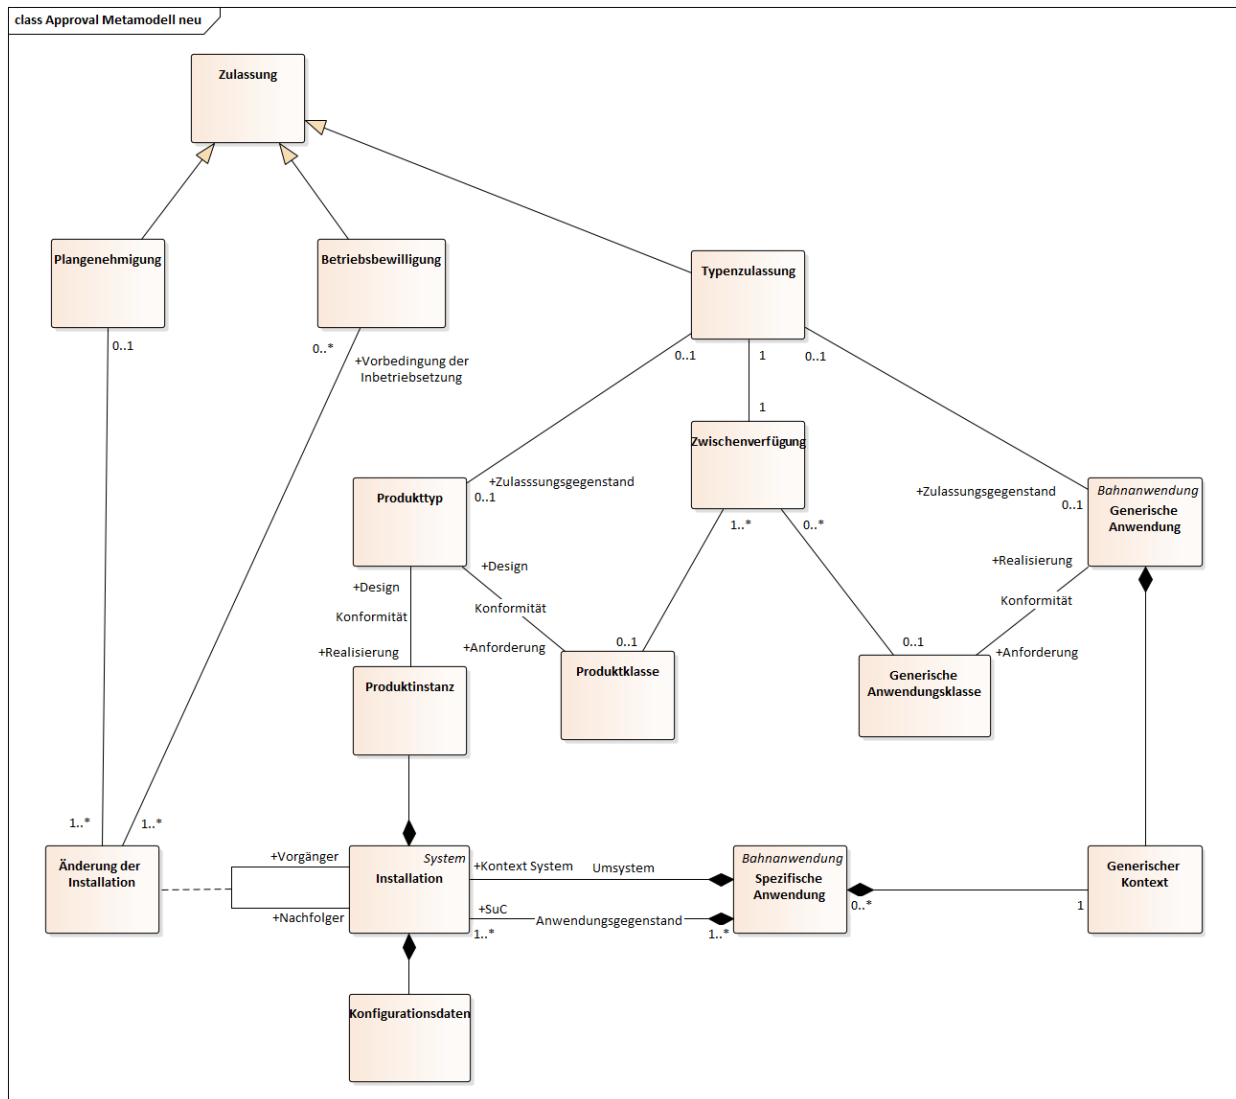 class Approval Metamodell neu
Zulassung
Plangenehmigung
Betriebsbewilligung
Typenzulassung
0..1
0..*
+Vorbedingung der
Inbetriebsetzung
0..1
1
0..1
1
Zwischenverfügung
+Zulasssungsgegenstand
0..1
+Zulassungsgegenstand
0..1
Produkttyp
Bahnanwendung
Generische
Anwendung
1..*
0..*
+Design
+Design
+Realisierung
Konformität
Konformität
Konformität
+Realisierung
+Anforderung
0..1
0..1
+Anforderung
Produktinstanz
Produktklasse
Generische
Anwendungsklasse
1..*
1..*
Änderung der
Installation
+Vorgänger
+Nachfolger
System
Installation
+Kontext System
Umsystem
+SuC
Anwendungsgegenstand
1..*
1..*
Bahnanwendung
Spezifische
Anwendung
0..*
1
Generischer
Kontext
Konfigurationsdaten